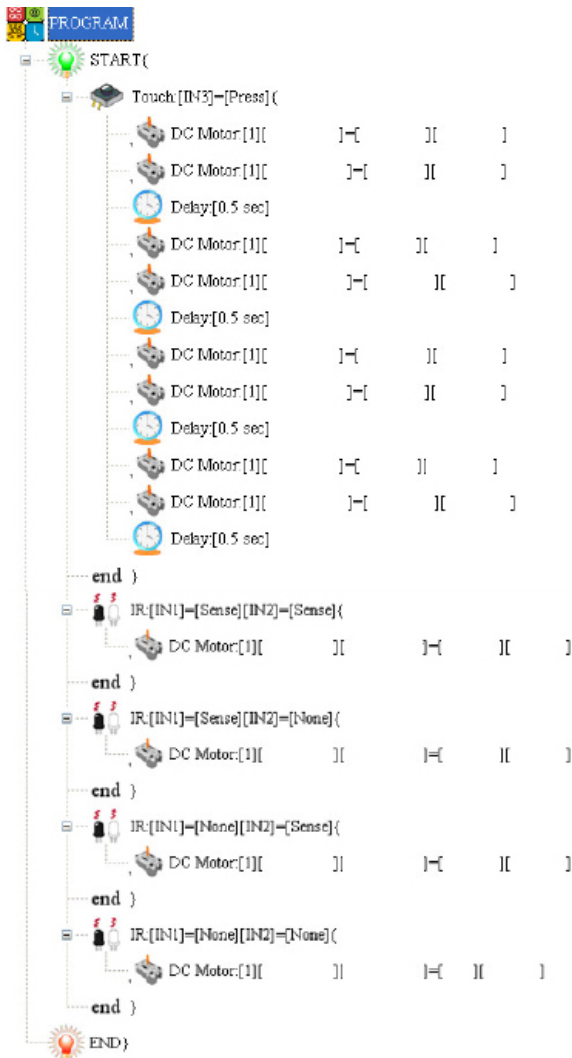 PROGRAM
START(
Touch:[IN3]=[Press](
DC Motor:[1][ ]=[ ][ ]
DC Motor:[1][ ]=[ ][ ]
Delay:[0.5 sec]
DC Motor:[1][ ]=[ ][ ]
DC Motor:[1][ ]=[ ][ ]
Delay:[0.5 sec]
DC Motor:[1][ ]=[ ][ ]
DC Motor:[1][ ]=[ ][ ]
Delay:[0.5 sec]
DC Motor:[1][ ]=[ ][ ]
DC Motor:[1][ ]=[ ][ ]
Delay:[0.5 sec]
end }
IR:[IN1]=[Sense][IN2]=[Sense]{
DC Motor:[1][ ][ ]=[ ][ ]
end }
IR:[IN1]=[Sense][IN2]=[None]{
DC Motor:[1][ ][ ]=[ ][ ]
end }
IR:[IN1]=[None][IN2]=[Sense]{
DC Motor:[1][ ][ ]=[ ][ ]
end }
IR:[IN1]=[None][IN2]=[None](
DC Motor:[1][ ][ ]=[ ][ ]
end }
END}